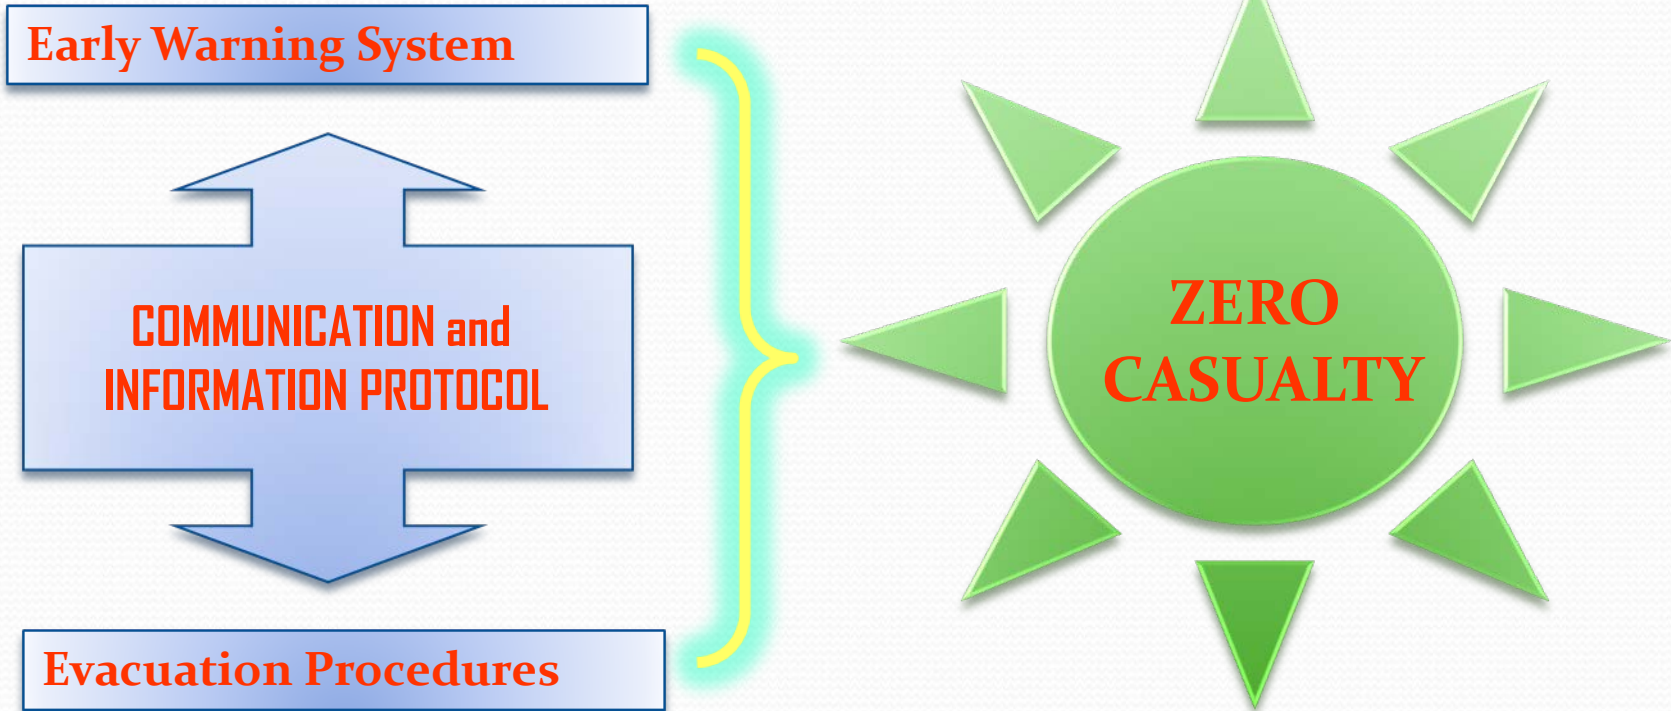 Early Warning System
COMMUNICATION and
INFORMATION PROTOCOL
Evacuation Procedures
ZERO
CASUALTY